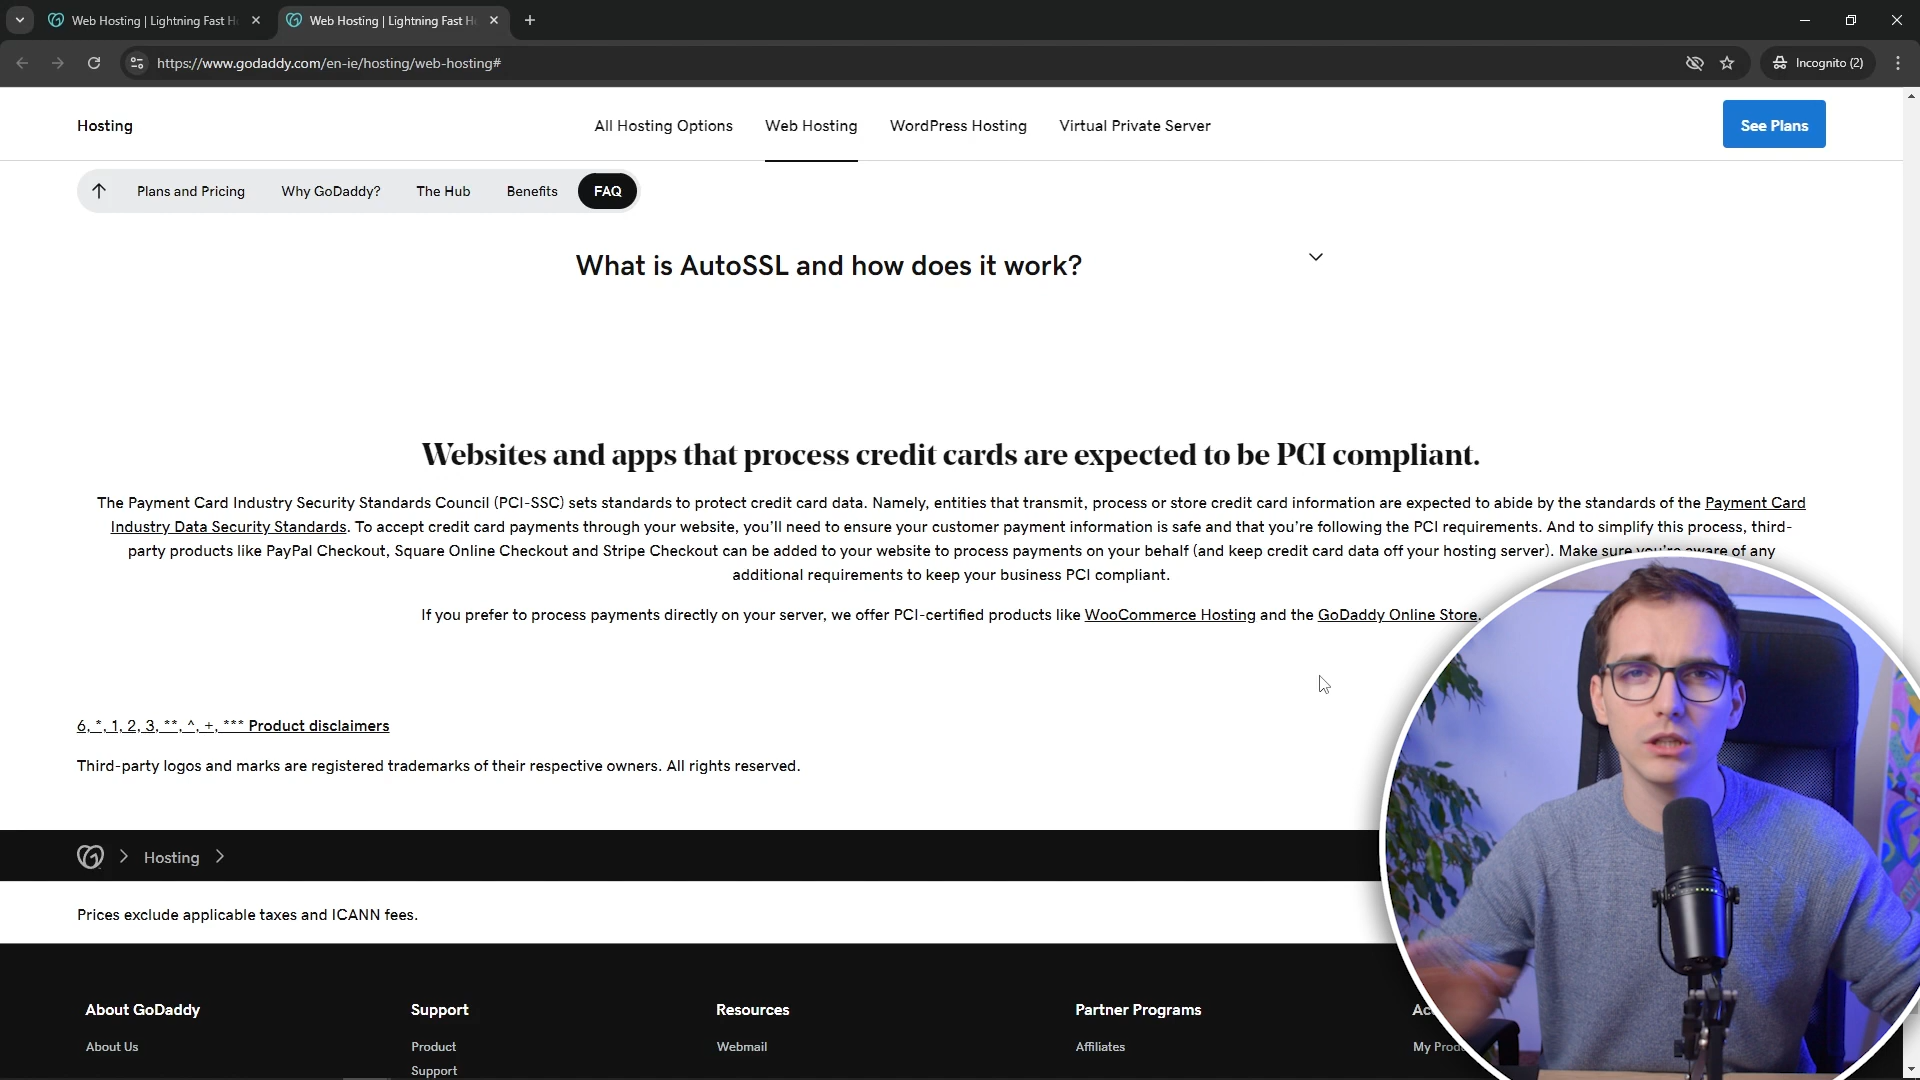 Web Hosting | Lightning Fast H
Web Hosting | Lightning Fast H
https://www.godaddy.com/en-ie/hosting/web-hosting#
Incognito (2)
Hosting
All Hosting Options
Web Hosting
WordPress Hosting
Virtual Private Server
See Plans
Plans and Pricing
Why GoDaddy?
The Hub
Benefits
FAQ
What is AutoSSL and how does it work?
Websites and apps that process credit cards are expected to be PCI compliant.
The Payment Card Industry Security Standards Council (PCI-SSC) sets standards to protect credit card data. Namely, entities that transmit, process or store credit card information are expected to abide by the standards of the Payment Card
Industry Data Security Standards. To accept credit card payments through your website, you'll need to ensure your customer payment information is safe and that you're following the PCI requirements. And to simplify this process, third-
party products like PayPal Checkout, Square Online Checkout and Stripe Checkout can be added to your website to process payments on your behalf (and keep credit card data off your hosting server). Make sure you're aware of any
additional requirements to keep your business PCI compliant.
If you prefer to process payments directly on your server, we offer PCI-certified products like WooCommerce Hosting and the GoDaddy Online Store.
6, *, 1, 2, 3, **, ^, +, *** Product disclaimers
Third-party logos and marks are registered trademarks of their respective owners. All rights reserved.
Hosting
Prices exclude applicable taxes and ICANN fees.
About GoDaddy
Support
Resources
Partner Programs
About Us
Product
Support
Webmail
Affiliates
My